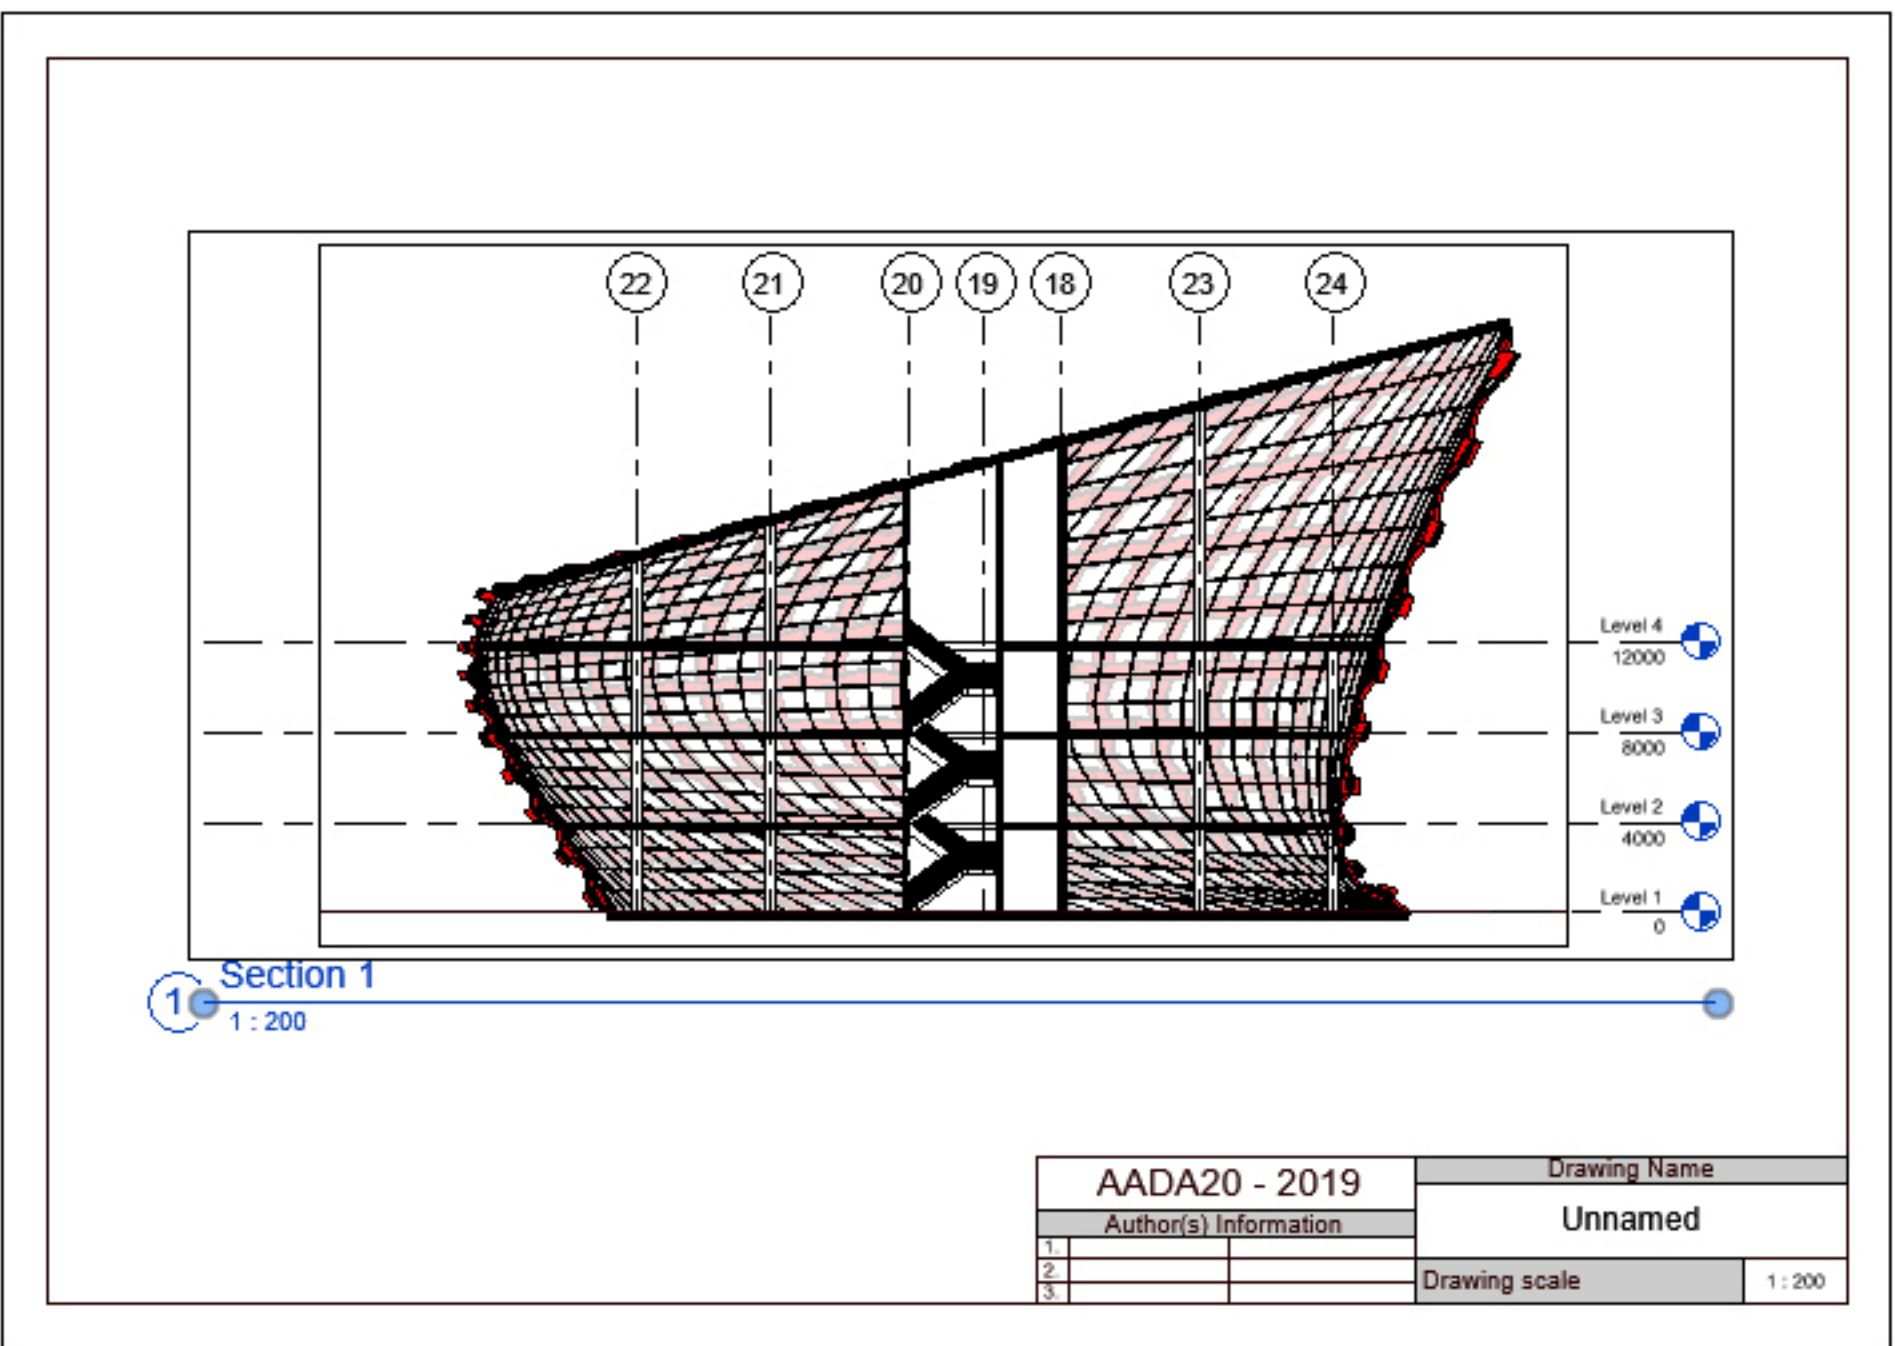 22 21 20 19 18 23 24
Level 4
12000
Level 3
8000
Level 2
4000
Level 1
0
1
Section 1
1 : 200
AADA20 - 2019
Author(s) Information
1.
2.
3.
Drawing Name
Unnamed
Drawing scale
1 : 200